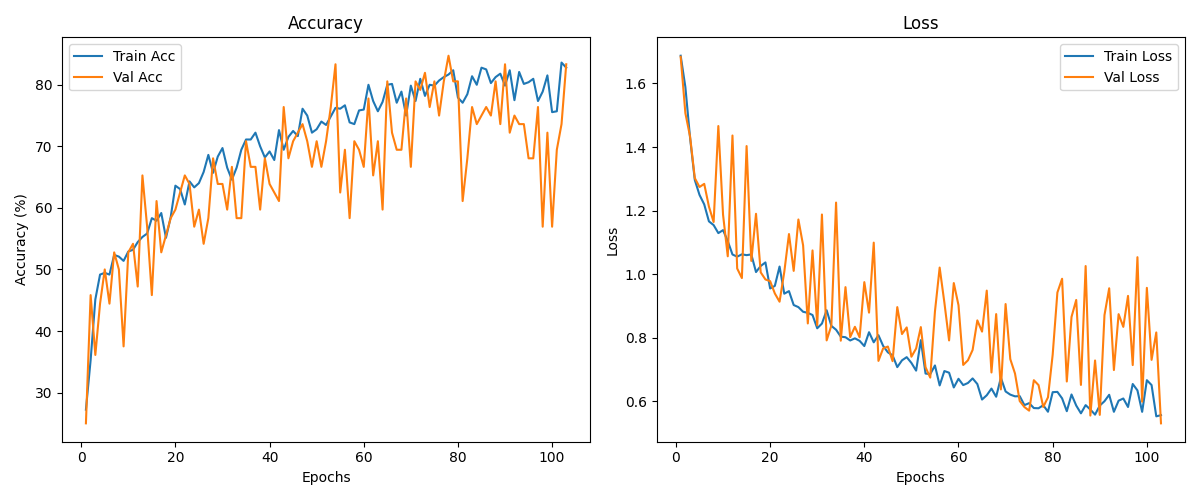 Accuracy
Train Acc
Val Acc
Accuracy (%)
80
70
60
50
40
30
0 20 40 60 80 100
Epochs
Loss
Train Loss
Val Loss
Loss
1.6
1.4
1.2
1.0
0.8
0.6
0 20 40 60 80 100
Epochs